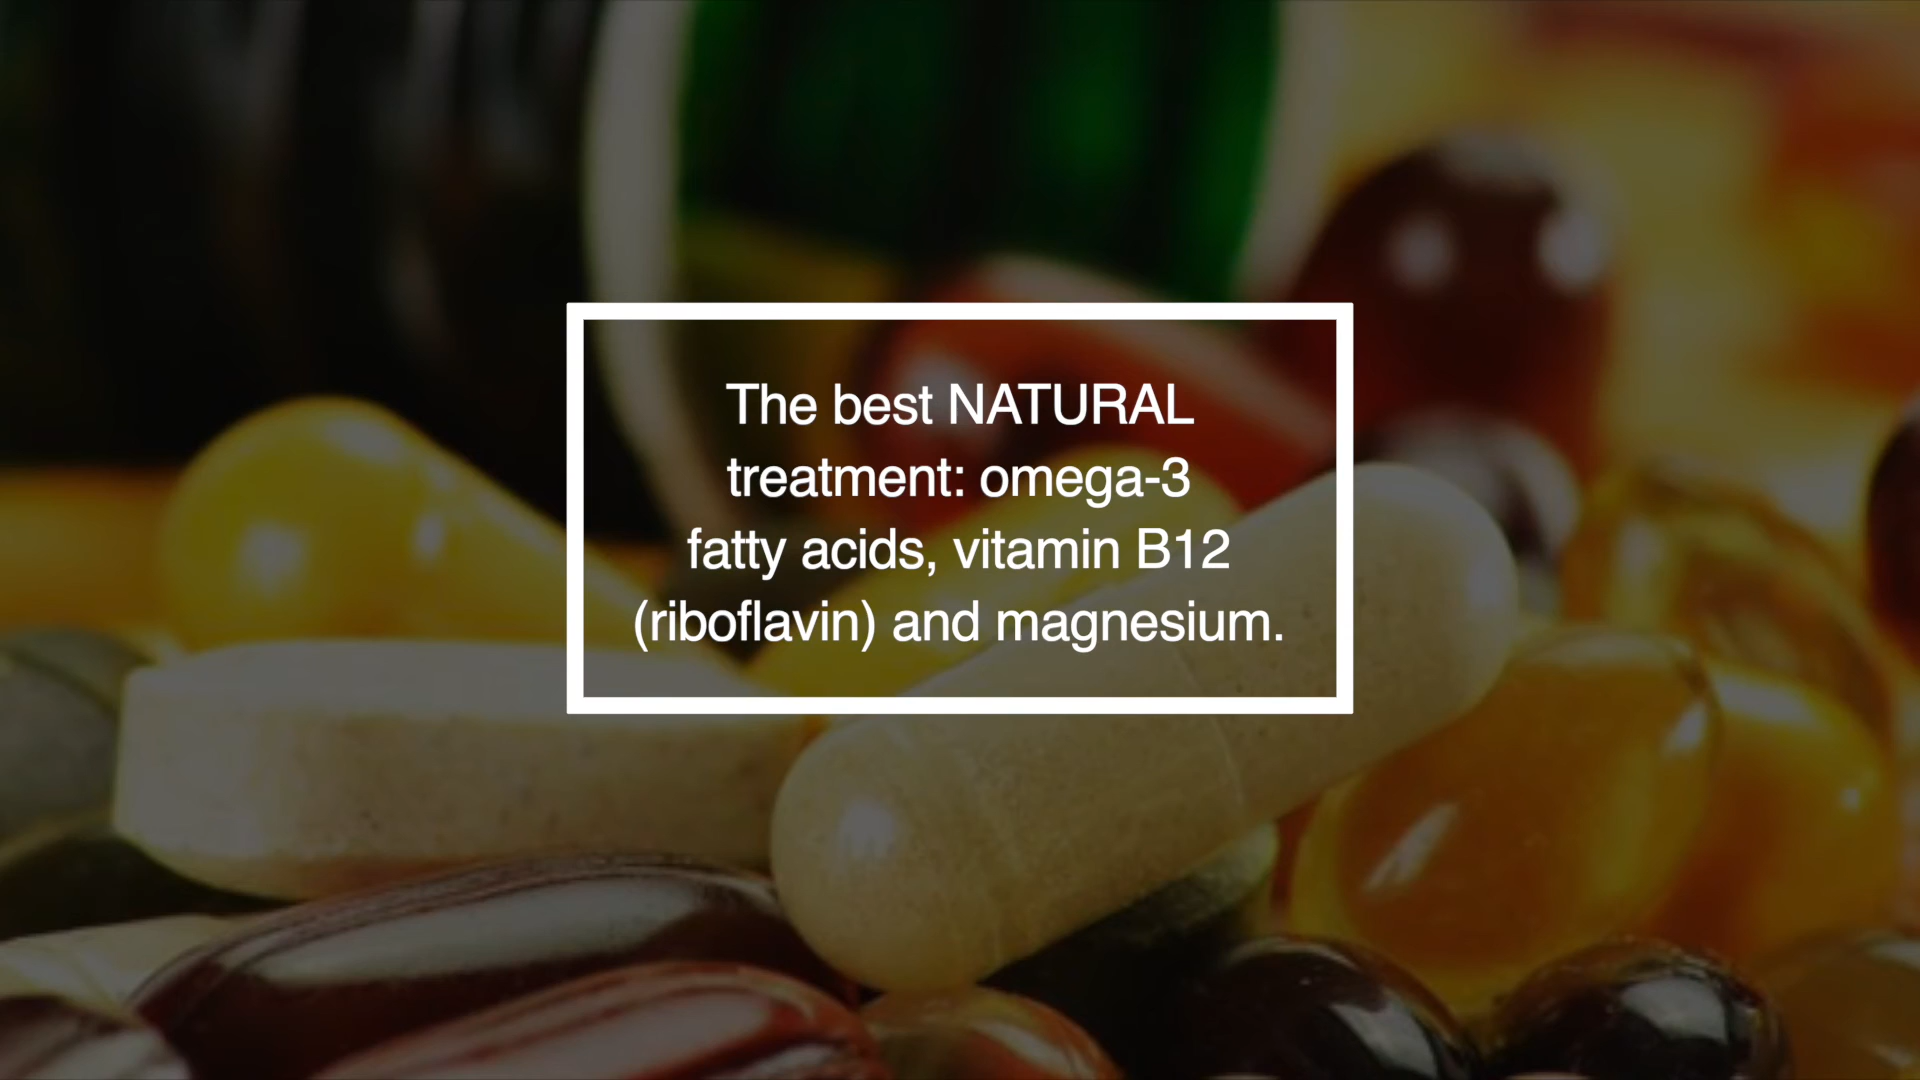 The best NATURAL
treatment: omega-3
fatty acids, vitamin B12
(riboflavin) and magnesium.